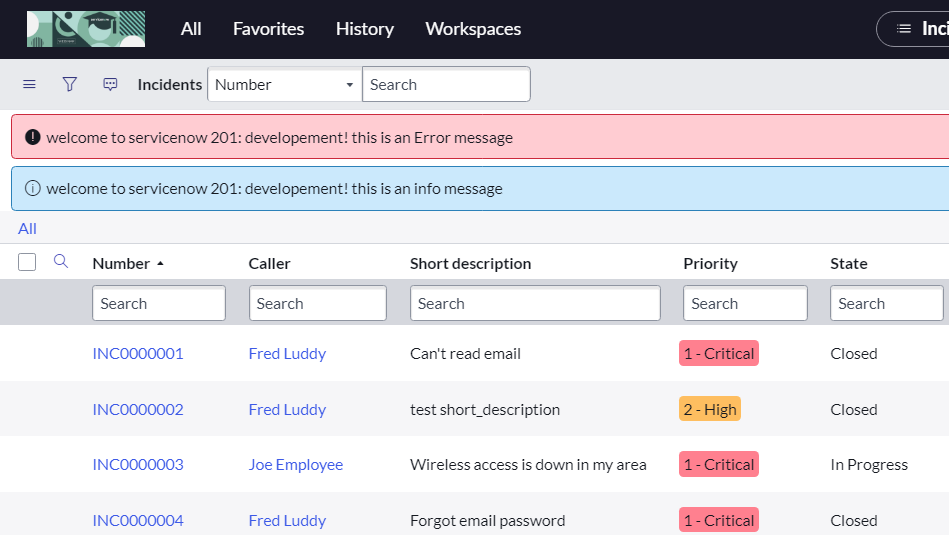 All Favorites History Workspaces Inci
Incidents Number Search
welcome to servicenow 201: developement! this is an Error message
welcome to servicenow 201: developement! this is an info message
All
Number Caller Short description Priority State
Search Search Search Search Search
INC0000001 Fred Luddy Can't read email 1 - Critical Closed
INC0000002 Fred Luddy test short_description 2 - High Closed
INC0000003 Joe Employee Wireless access is down in my area 1 - Critical In Progress
INC0000004 Fred Luddy Forgot email password 1 - Critical Closed